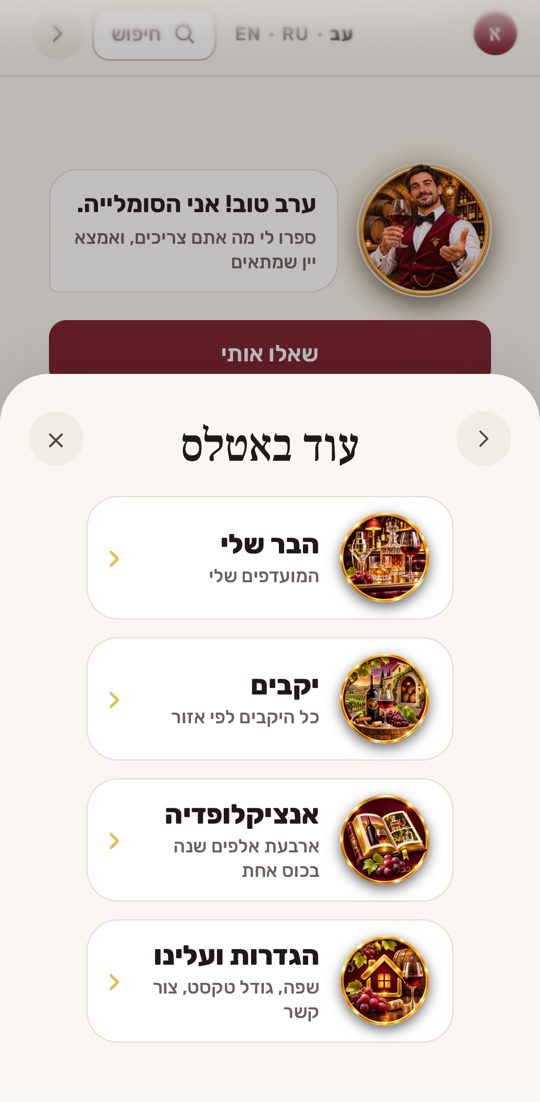 א
עב · RU · EN
חיפוש
ערב טוב! אני הסומלייה.
ספרו לי מה אתם צריכים, ואמצא
יין שמתאים
שאלו אותי
עוד באטלס
הבר שלי
המועדפים שלי
יקבים
כל היקבים לפי אזור
אנציקלופדיה
ארבעת אלפים שנה
בכוס אחת
הגדרות ועלינו
שפה, גודל טקסט, צור
קשר